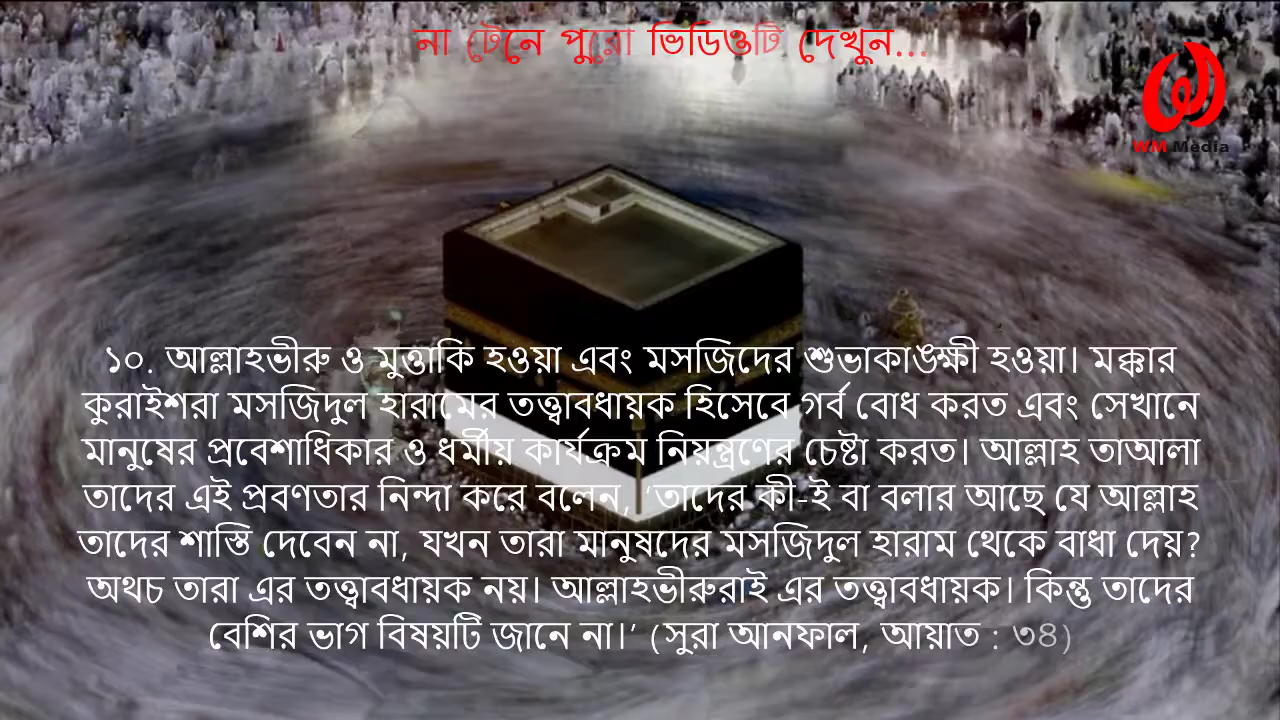 না টেনে পুরো ভিডিওটি দেখুন...
WM Media
১০. আল্লাহভীরু ও মুত্তাকি হওয়া এবং মসজিদের শুভাকাঙ্ক্ষী হওয়া। মক্কার
কুরাইশরা মসজিদুল হারামের তত্ত্বাবধায়ক হিসেবে গর্ব বোধ করত এবং সেখানে
মানুষের প্রবেশাধিকার ও ধর্মীয় কার্যক্রম নিয়ন্ত্রণের চেষ্টা করত। আল্লাহ তাআলা
তাদের এই প্রবণতার নিন্দা করে বলেন, ‘তাদের কী-ই বা বলার আছে যে আল্লাহ
তাদের শাস্তি দেবেন না, যখন তারা মানুষদের মসজিদুল হারাম থেকে বাধা দেয়?
অথচ তারা এর তত্ত্বাবধায়ক নয়। আল্লাহভীরুরাই এর তত্ত্বাবধায়ক। কিন্তু তাদের
বেশির ভাগ বিষয়টি জানে না।’ (সুরা আনফাল, আয়াত : ৩৪)